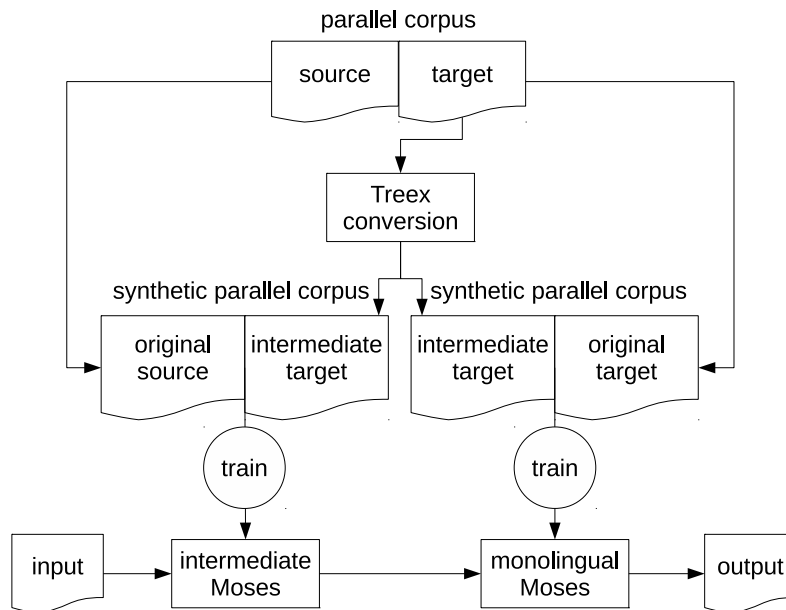 parallel corpus
source
target
Treex
conversion
synthetic parallel corpus
synthetic parallel corpus
original
source
intermediate
target
intermediate
target
original
target
train
train
input
intermediate
Moses
monolingual
Moses
output